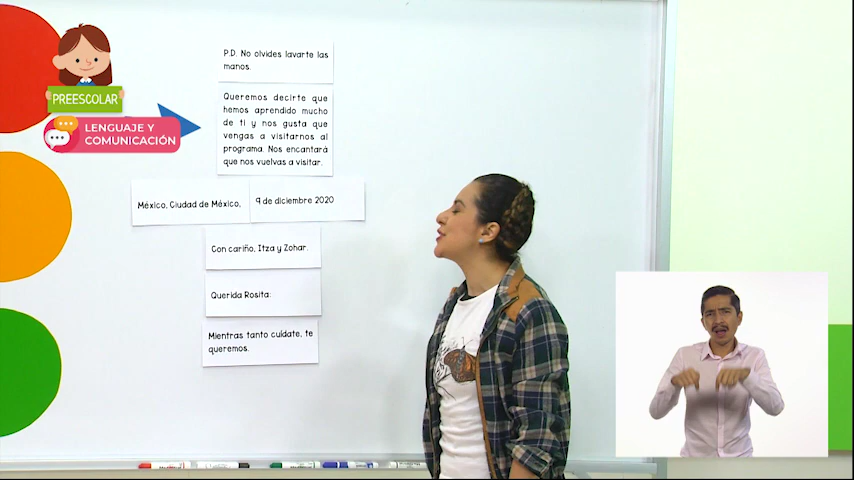 PREESCOLAR
LENGUAJE Y
COMUNICACIÓN
P.D. No olvides lavarte las
manos.
Queremos decirte que
hemos aprendido mucho
de ti y nos gusta que
vengas a visitarnos al
programa. Nos encantará
que nos vuelvas a visitar.
México, Ciudad de México,
9 de diciembre 2020
Con cariño, Itza y Zohar.
Querida Rosita:
Mientras tanto cuídate, te
queremos.